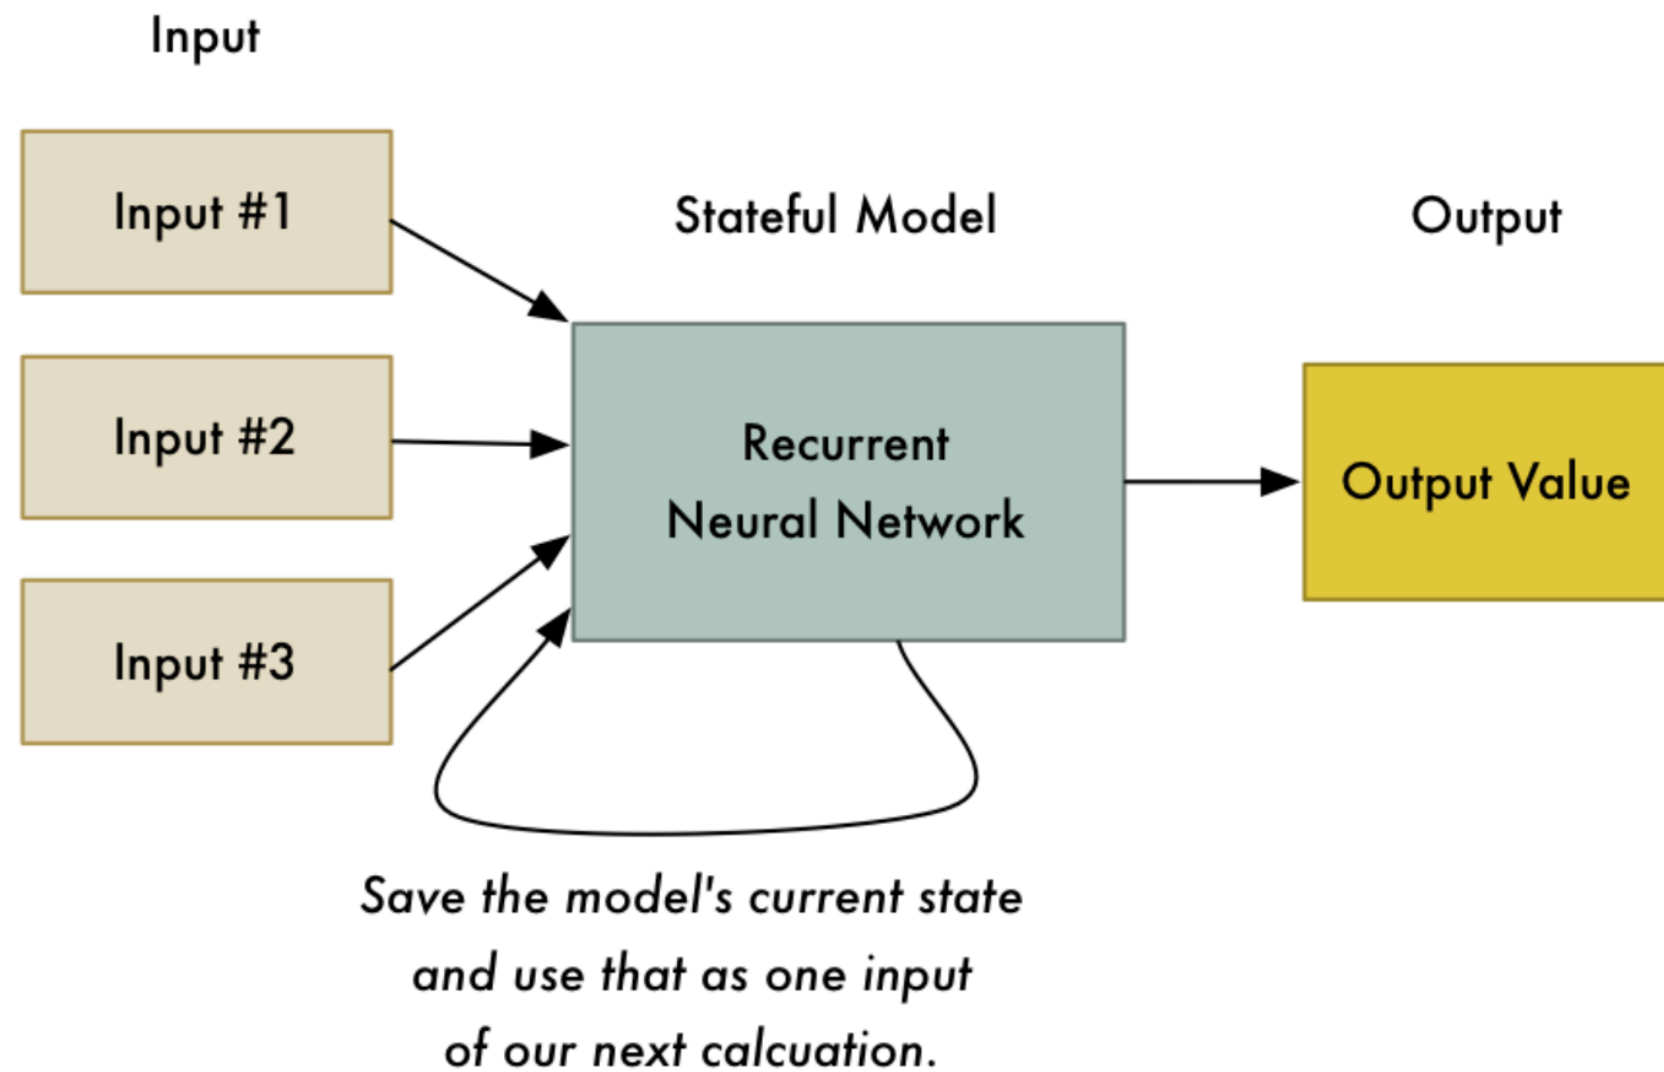 Input
Input #1
Input #2
Input #3
Stateful Model
Recurrent
Neural Network
Output
Output Value
Save the model's current state
and use that as one input
of our next calcuation.